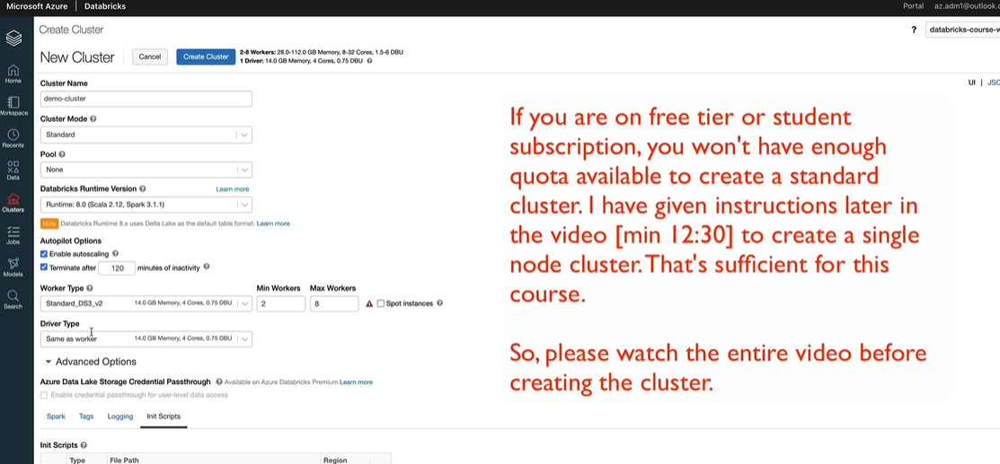 Microsoft Azure | Databricks
Portal az.adm1@outlook.c
Create Cluster
? databricks-course-w
New Cluster Cancel Create Cluster 2-8 Workers: 28.0-112.0 GB Memory, 8-32 Cores, 1.5-6 DBU
1 Driver: 14.0 GB Memory, 4 Cores, 0.75 DBU
UI | JSC
Home
Workspace
Recents
Data
Clusters
Jobs
Models
Search
Cluster Name
demo-cluster
Cluster Mode
Standard
Pool
None
Databricks Runtime Version Learn more
Runtime: 8.0 (Scala 2.12, Spark 3.1.1)
Note Databricks Runtime 8.x uses Delta Lake as the default table format. Learn more
Autopilot Options
Enable autoscaling
Terminate after 120 minutes of inactivity
Worker Type Min Workers Max Workers
Standard_DS3_v2 14.0 GB Memory, 4 Cores, 0.75 DBU 2 8 Spot instances
Driver Type
Same as worker 14.0 GB Memory, 4 Cores, 0.75 DBU
Advanced Options
Azure Data Lake Storage Credential Passthrough Available on Azure Databricks Premium Learn more
Enable credential passthrough for user-level data access
Spark Tags Logging Init Scripts
Init Scripts
Type File Path Region
If you are on free tier or student
subscription, you won't have enough
quota available to create a standard
cluster. I have given instructions later in
the video [min 12:30] to create a single
node cluster. That's sufficient for this
course.
So, please watch the entire video before
creating the cluster.